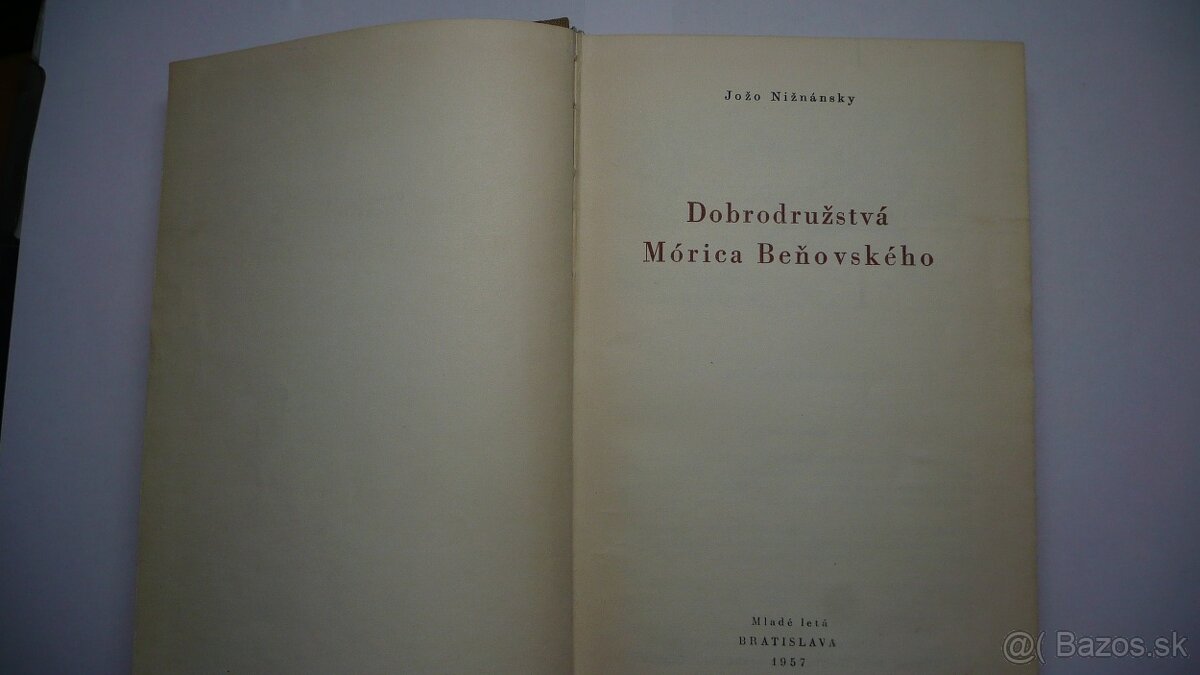 Jožo Nižnánsky
Dobrodružstvá
Mórica Beňovského
Mladé letá
BRATISLAVA
1957
@( Bazos.sk